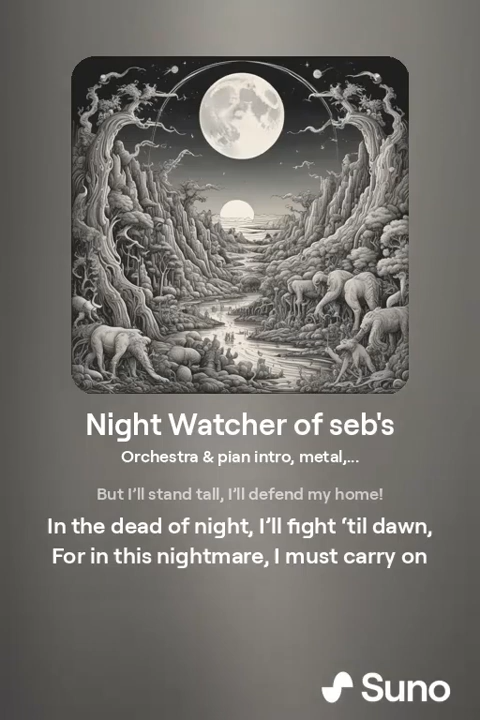 Night Watcher of seb's
Orchestra & pian intro, metal,...
But I’ll stand tall, I’ll defend my home!
In the dead of night, I’ll fight ‘til dawn,
For in this nightmare, I must carry on
Suno